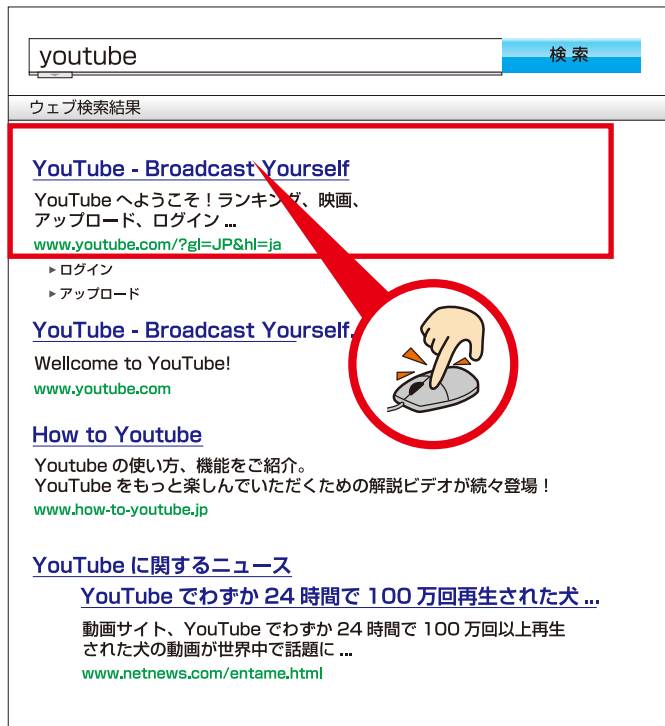 youtube
検索
ウェブ検索結果
YouTube - Broadcast Yourself
YouTube へようこそ！ランキング、映画、
アップロード、ログイン ...
www.youtube.com/?gl=JP&hl=ja
▶ログイン
▶アップロード
YouTube - Broadcast Yourself.
Wellcome to YouTube!
www.youtube.com
How to Youtube
Youtube の使い方、機能をご紹介。
YouTube をもっと楽しんでいただくための解説ビデオが続々登場！
www.how-to-youtube.jp
YouTube に関するニュース
YouTube でわずか 24 時間で 100 万回再生された犬 ...
動画サイト、YouTube でわずか 24 時間で 100 万回以上再生
された犬の動画が世界中で話題に ...
www.netnews.com/entame.html